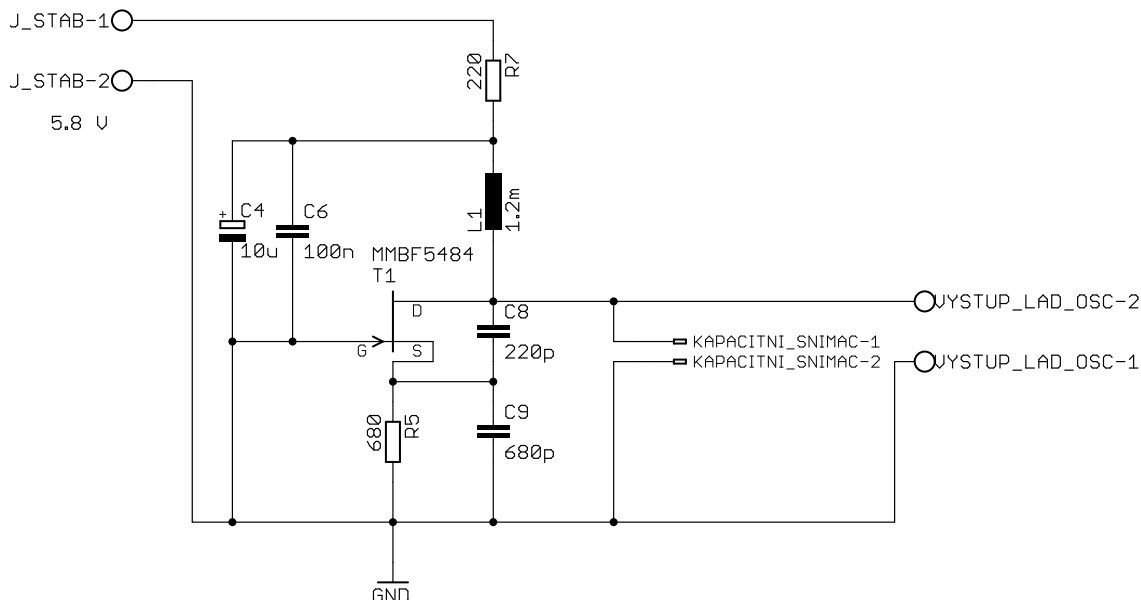 J_STAB-1
220
R7
J_STAB-2
5.8 V
+
C4
10u
C6
100n
L1
1.2m
MMBF5484
T1
D
G
S
C8
220p
VYSTUP_LAD_OSC-2
KAPACITNI_SNIMAC-1
KAPACITNI_SNIMAC-2
VYSTUP_LAD_OSC-1
680
R5
C9
680p
GND